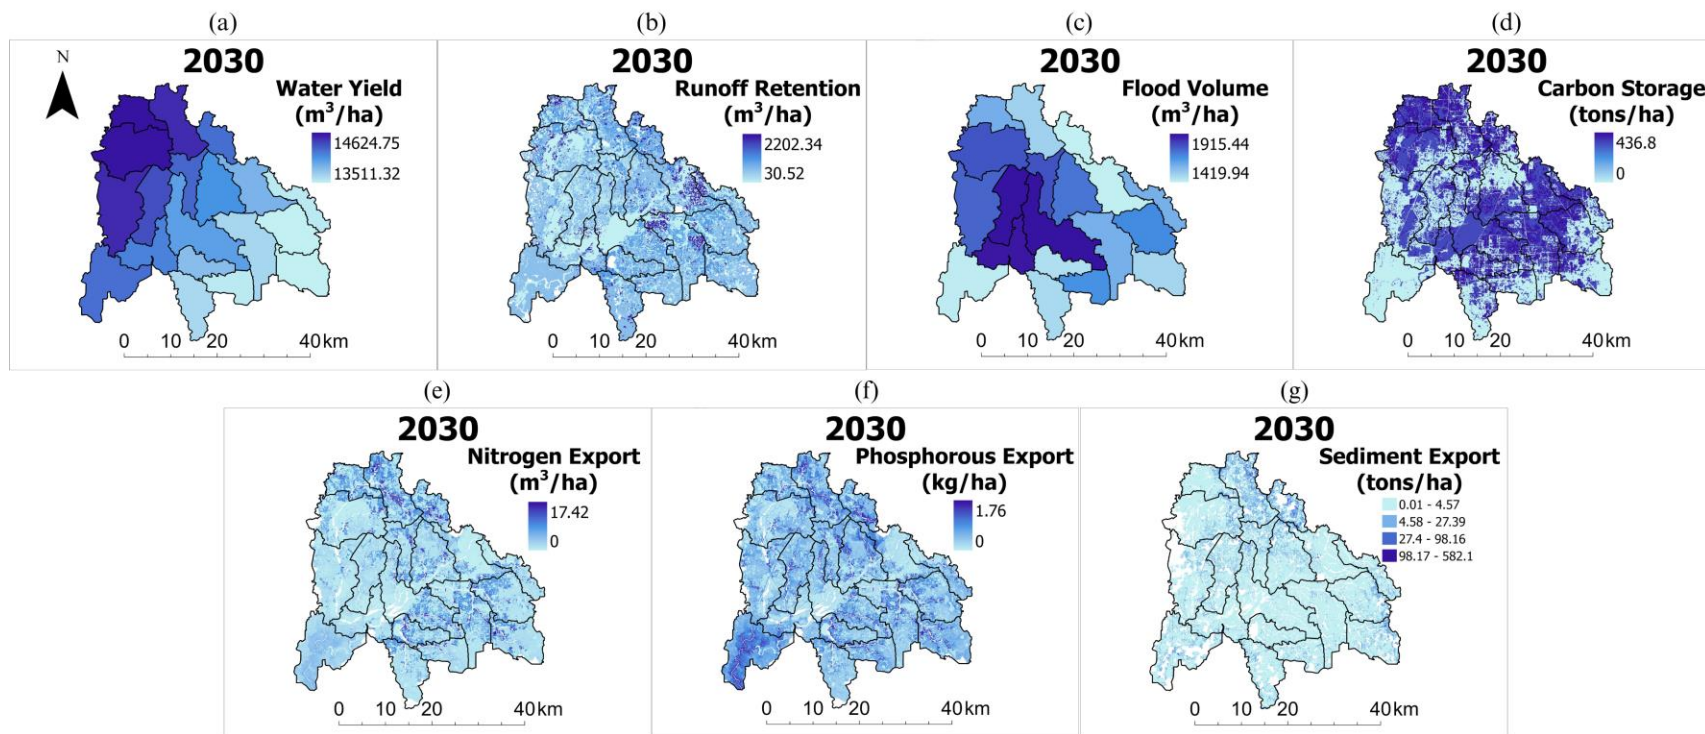 (a)
(b)
(c)
(d)
N
2030
Water Yield
(m³/ha)
14624.75
13511.32
0 10 20 40km
2030
Runoff Retention
(m³/ha)
2202.34
30.52
0 10 20 40km
2030
Flood Volume
(m³/ha)
1915.44
1419.94
0 10 20 40km
2030
Carbon Storage
(tons/ha)
436.8
0
0 10 20 40km
(e)
(f)
(g)
2030
Nitrogen Export
(m³/ha)
17.42
0
0 10 20 40km
2030
Phosphorous Export
(kg/ha)
1.76
0
0 10 20 40km
2030
Sediment Export
(tons/ha)
0.01 - 4.57
4.58 - 27.39
27.4 - 98.16
98.17 - 582.1
0 10 20 40km